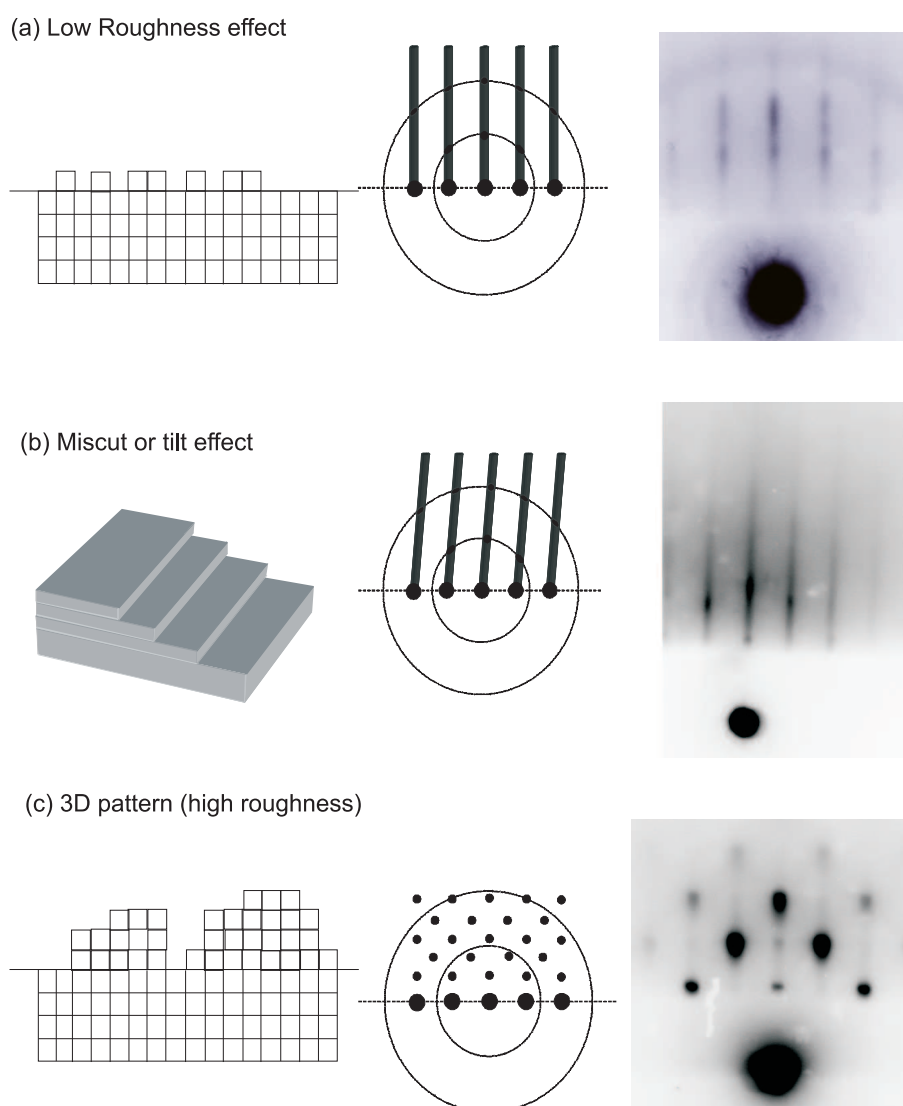 (a) Low Roughness effect
(b) Miscut or tilt effect
(c) 3D pattern (high roughness)